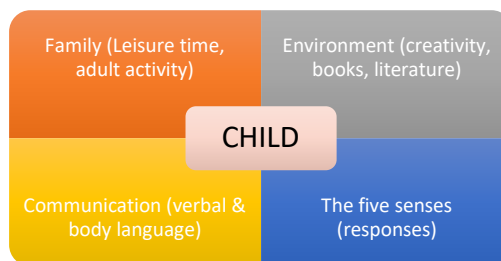 Family (Leisure time,
adult activity)
Environment (creativity,
books, literature)
CHILD
Communication (verbal &
body language)
The five senses
(responses)